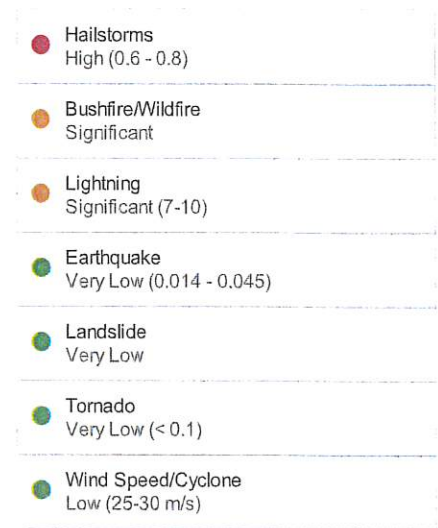 Hailstorms
High (0.6 - 0.8)
Bushfire/Wildfire
Significant
Lightning
Significant (7-10)
Earthquake
Very Low (0.014 - 0.045)
Landslide
Very Low
Tornado
Very Low (< 0.1)
Wind Speed/Cyclone
Low (25-30 m/s)